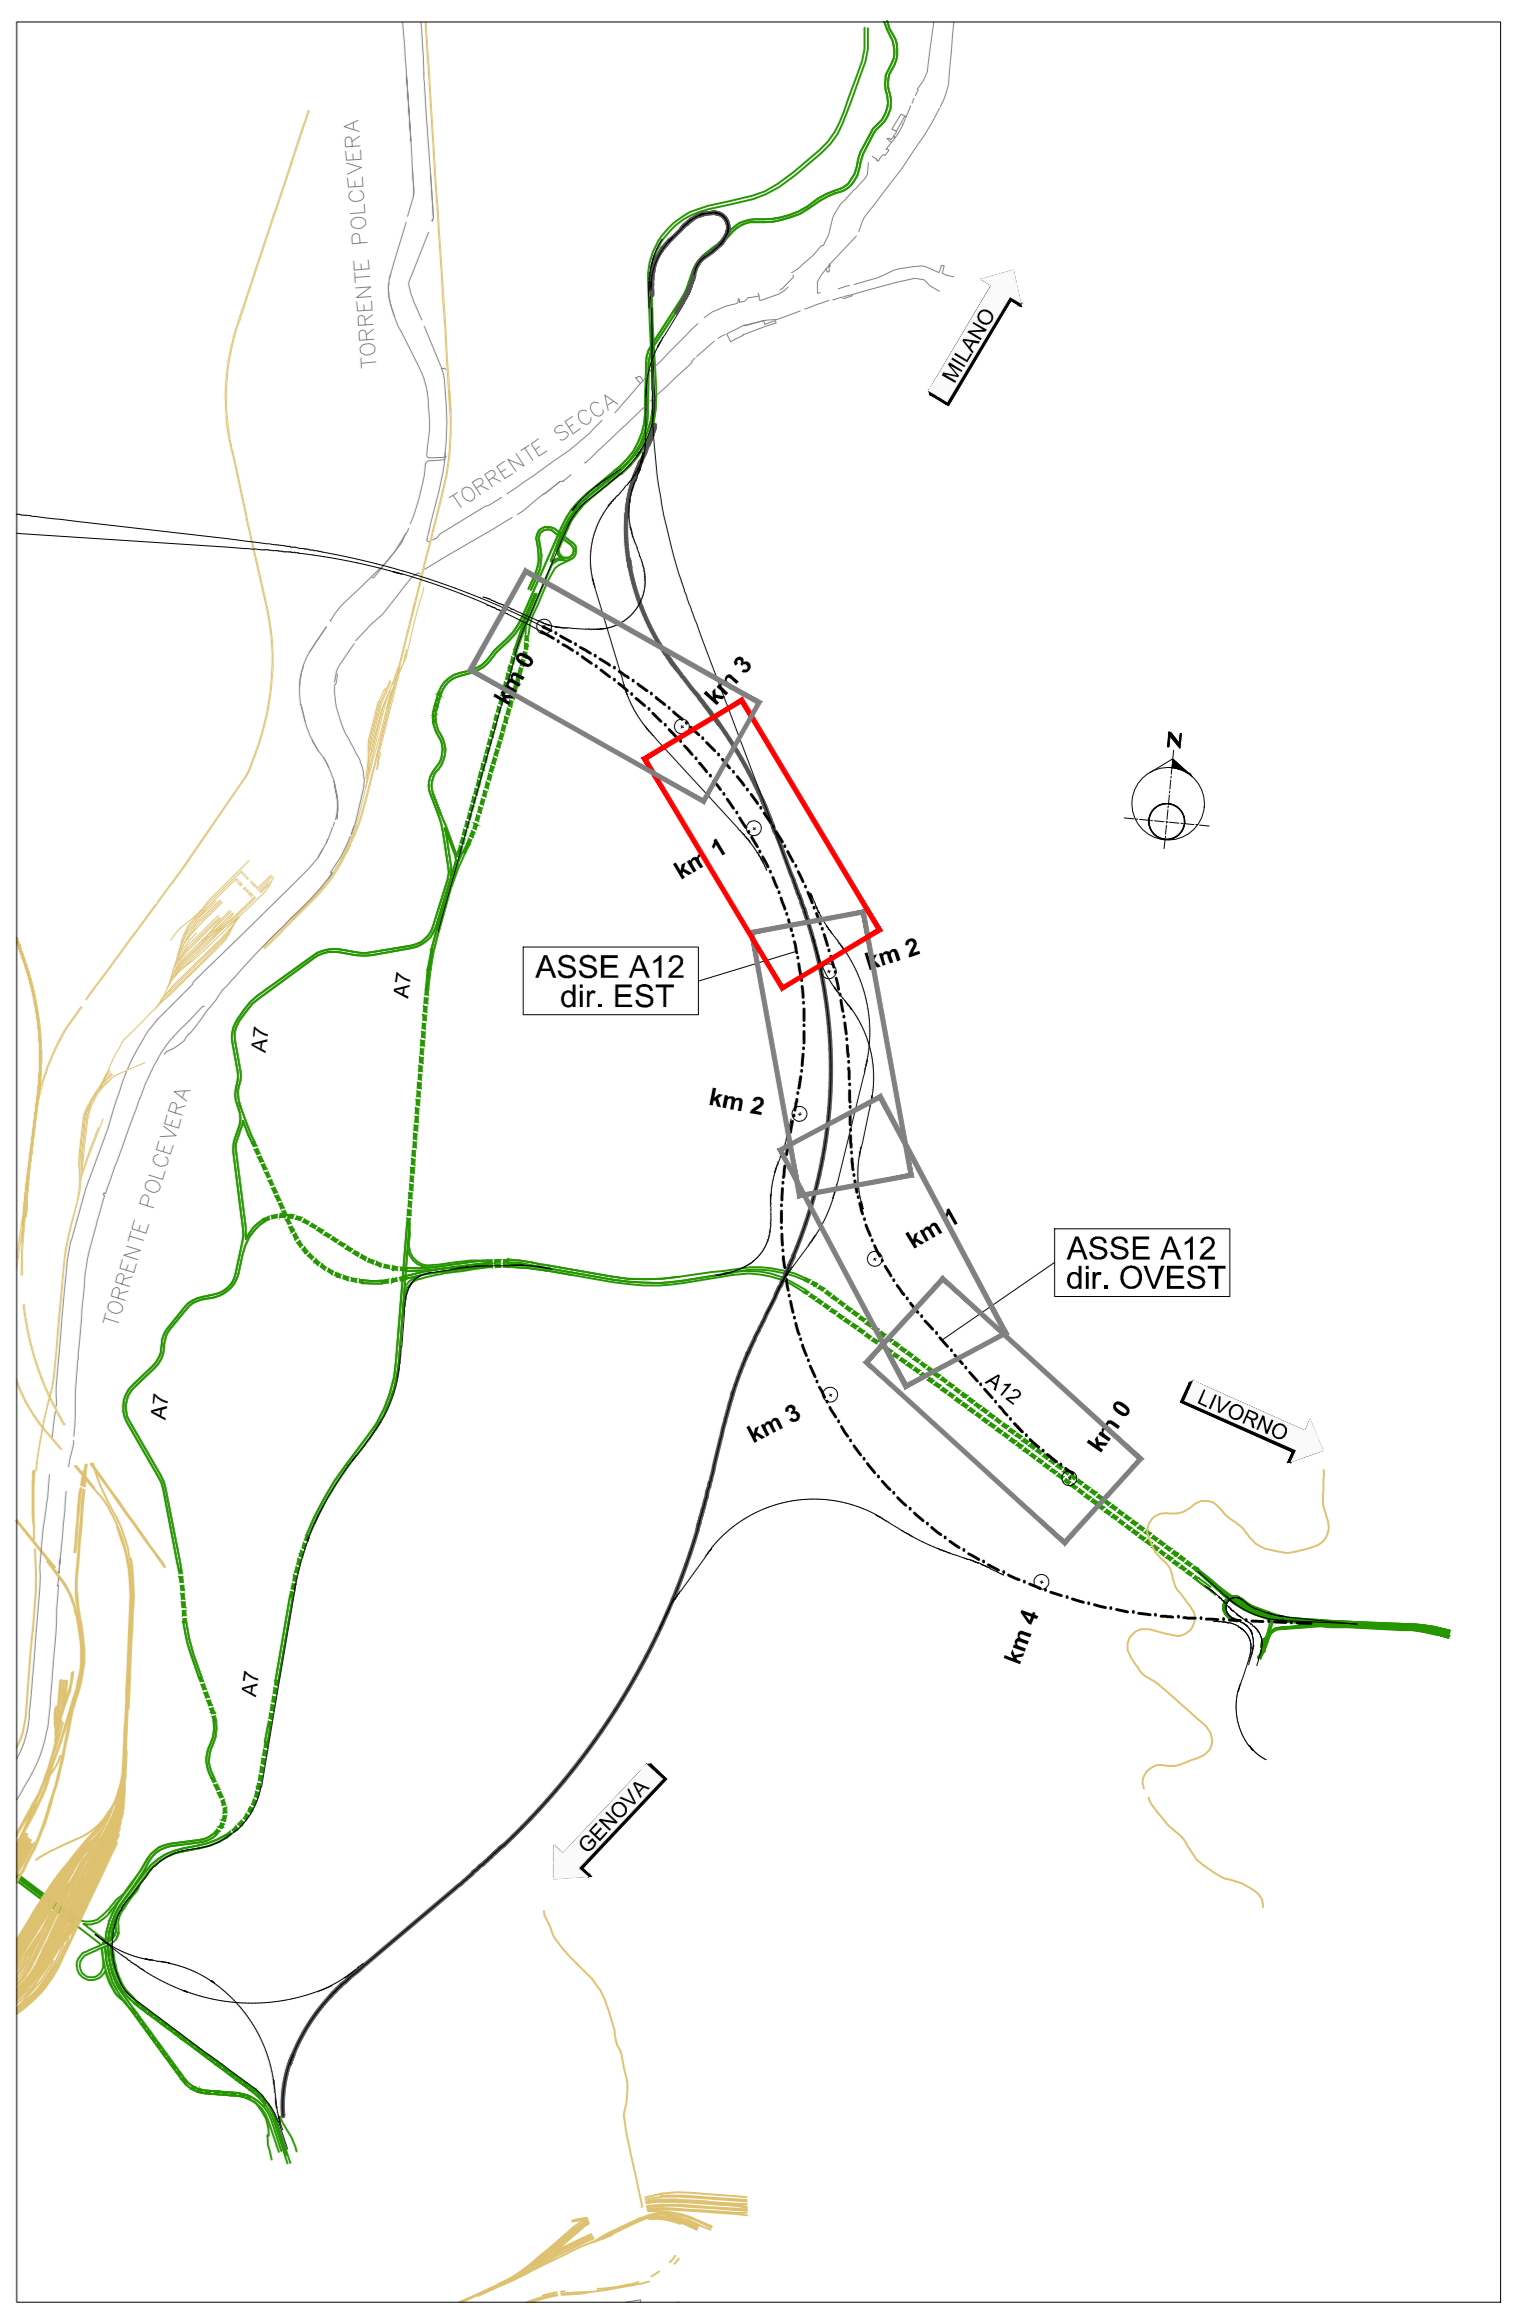 TORRENTE POLCEVERA
MILANO
TORRENTE SECCA
km 0
km 3
N
km 1
km 2
ASSE A12
dir. EST
A7
A7
km 2
TORRENTE POLCEVERA
km 1
ASSE A12
dir. OVEST
A12
km 0
LIVORNO
A7
km 3
km 4
A7
GENOVA